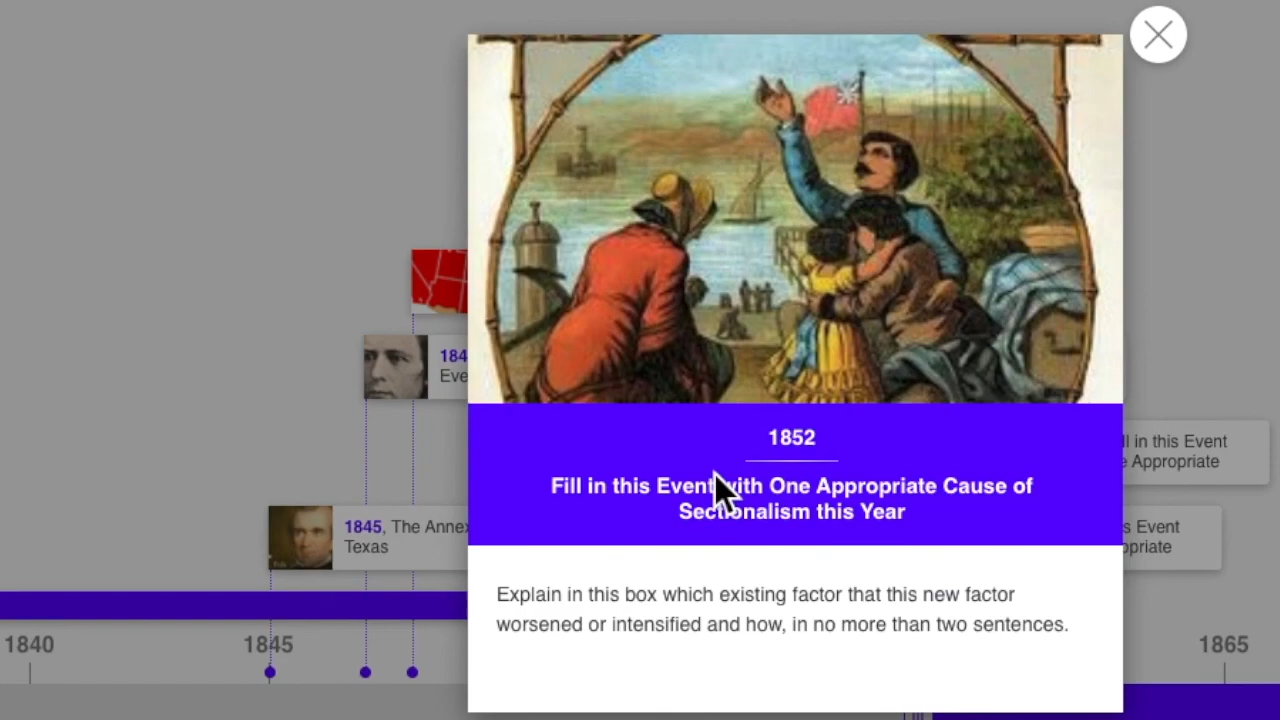 1852
Fill in this Event with One Appropriate Cause of
Sectionalism this Year
Explain in this box which existing factor that this new factor
worsened or intensified and how, in no more than two sentences.
184
Eve
1845, The Annex
Texas
ll in this Event
e Appropriate
s Event
opriate
1840
1845
1865